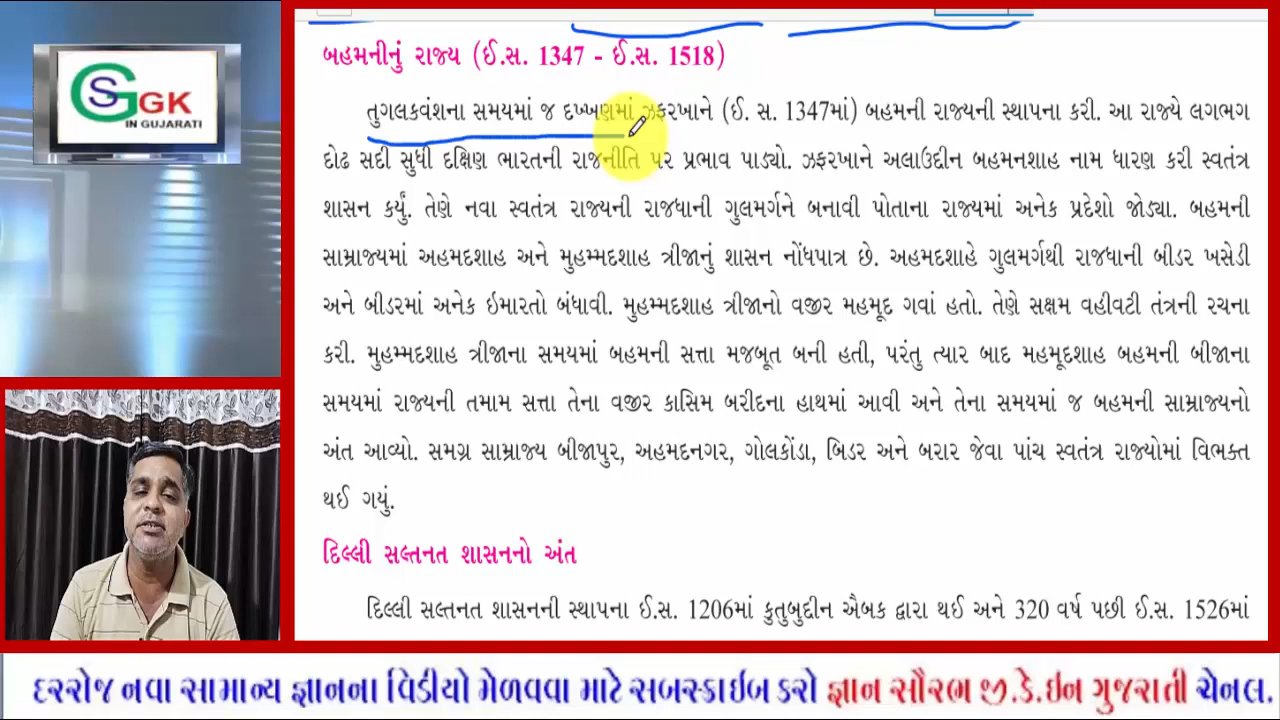 GS GK
IN GUJARATI
બહમનીનું રાજ્ય (ઈ.સ. 1347 - ઈ.સ. 1518)
તુગલકવંશના સમયમાં જ દખ્ખણમાં ઝફરખાને (ઈ. સ. 1347માં) બહમની રાજ્યની સ્થાપના કરી. આ રાજ્યે લગભગ
દોઢ સદી સુધી દક્ષિણ ભારતની રાજનીતિ પર પ્રભાવ પાડ્યો. ઝફરખાને અલાઉદ્દીન બહમનશાહ નામ ધારણ કરી સ્વતંત્ર
શાસન કર્યું. તેણે નવા સ્વતંત્ર રાજ્યની રાજધાની ગુલમર્ગને બનાવી પોતાના રાજ્યમાં અનેક પ્રદેશો જોડ્યા. બહમની
સામ્રાજ્યમાં અહમદશાહ અને મુહમ્મદશાહ ત્રીજાનું શાસન નોંધપાત્ર છે. અહમદશાહે ગુલમર્ગથી રાજધાની બીડર ખસેડી
અને બીડરમાં અનેક ઇમારતો બંધાવી. મુહમ્મદશાહ ત્રીજાનો વજીર મહમૂદ ગવાં હતો. તેણે સક્ષમ વહીવટી તંત્રની રચના
કરી. મુહમ્મદશાહ ત્રીજાના સમયમાં બહમની સત્તા મજબૂત બની હતી, પરંતુ ત્યાર બાદ મહમૂદશાહ બહમની બીજાના
સમયમાં રાજ્યની તમામ સત્તા તેના વજીર કાસિમ બરીદના હાથમાં આવી અને તેના સમયમાં જ બહમની સામ્રાજ્યનો
અંત આવ્યો. સમગ્ર સામ્રાજ્ય બીજાપુર, અહમદનગર, ગોલકોંડા, બિડર અને બરાર જેવા પાંચ સ્વતંત્ર રાજ્યોમાં વિભક્ત
થઈ ગયું.
દિલ્લી સલ્તનત શાસનનો અંત
દિલ્લી સલ્તનત શાસનની સ્થાપના ઈ.સ. 1206માં કુતુબુદ્દીન ઐબક દ્વારા થઈ અને 320 વર્ષ પછી ઈ.સ. 1526માં
દરરોજ નવા સામાન્ય જ્ઞાનના વિડીયો મેળવવા માટે સબસ્ક્રાઇબ કરો જ્ઞાન સૌરભ જી.કે.ઇન ગુજરાતી ચેનલ.